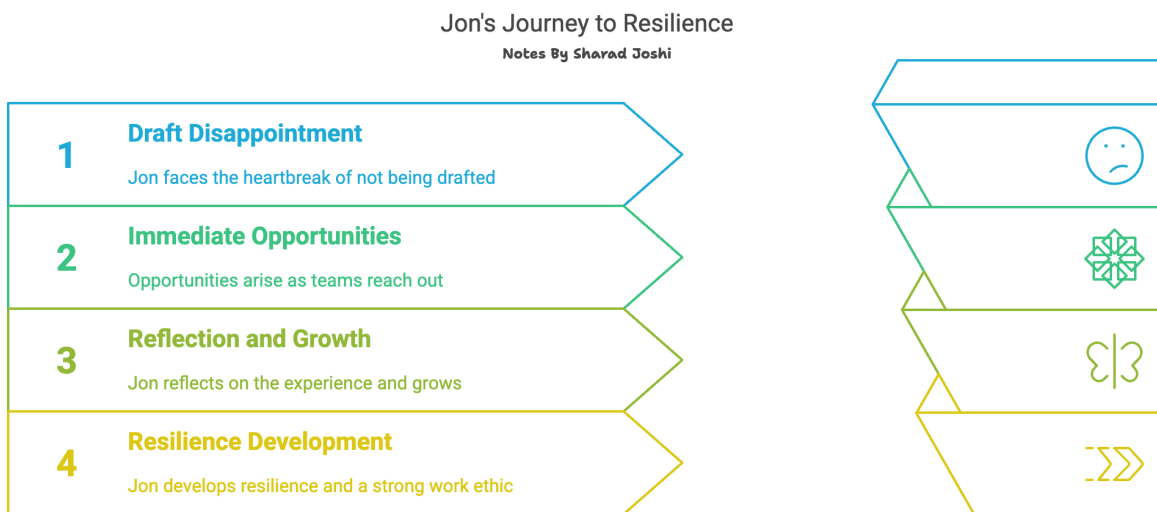 Jon's Journey to Resilience
Notes By Sharad Joshi
1
Draft Disappointment
Jon faces the heartbreak of not being drafted
2
Immediate Opportunities
Opportunities arise as teams reach out
3
Reflection and Growth
Jon reflects on the experience and grows
4
Resilience Development
Jon develops resilience and a strong work ethic